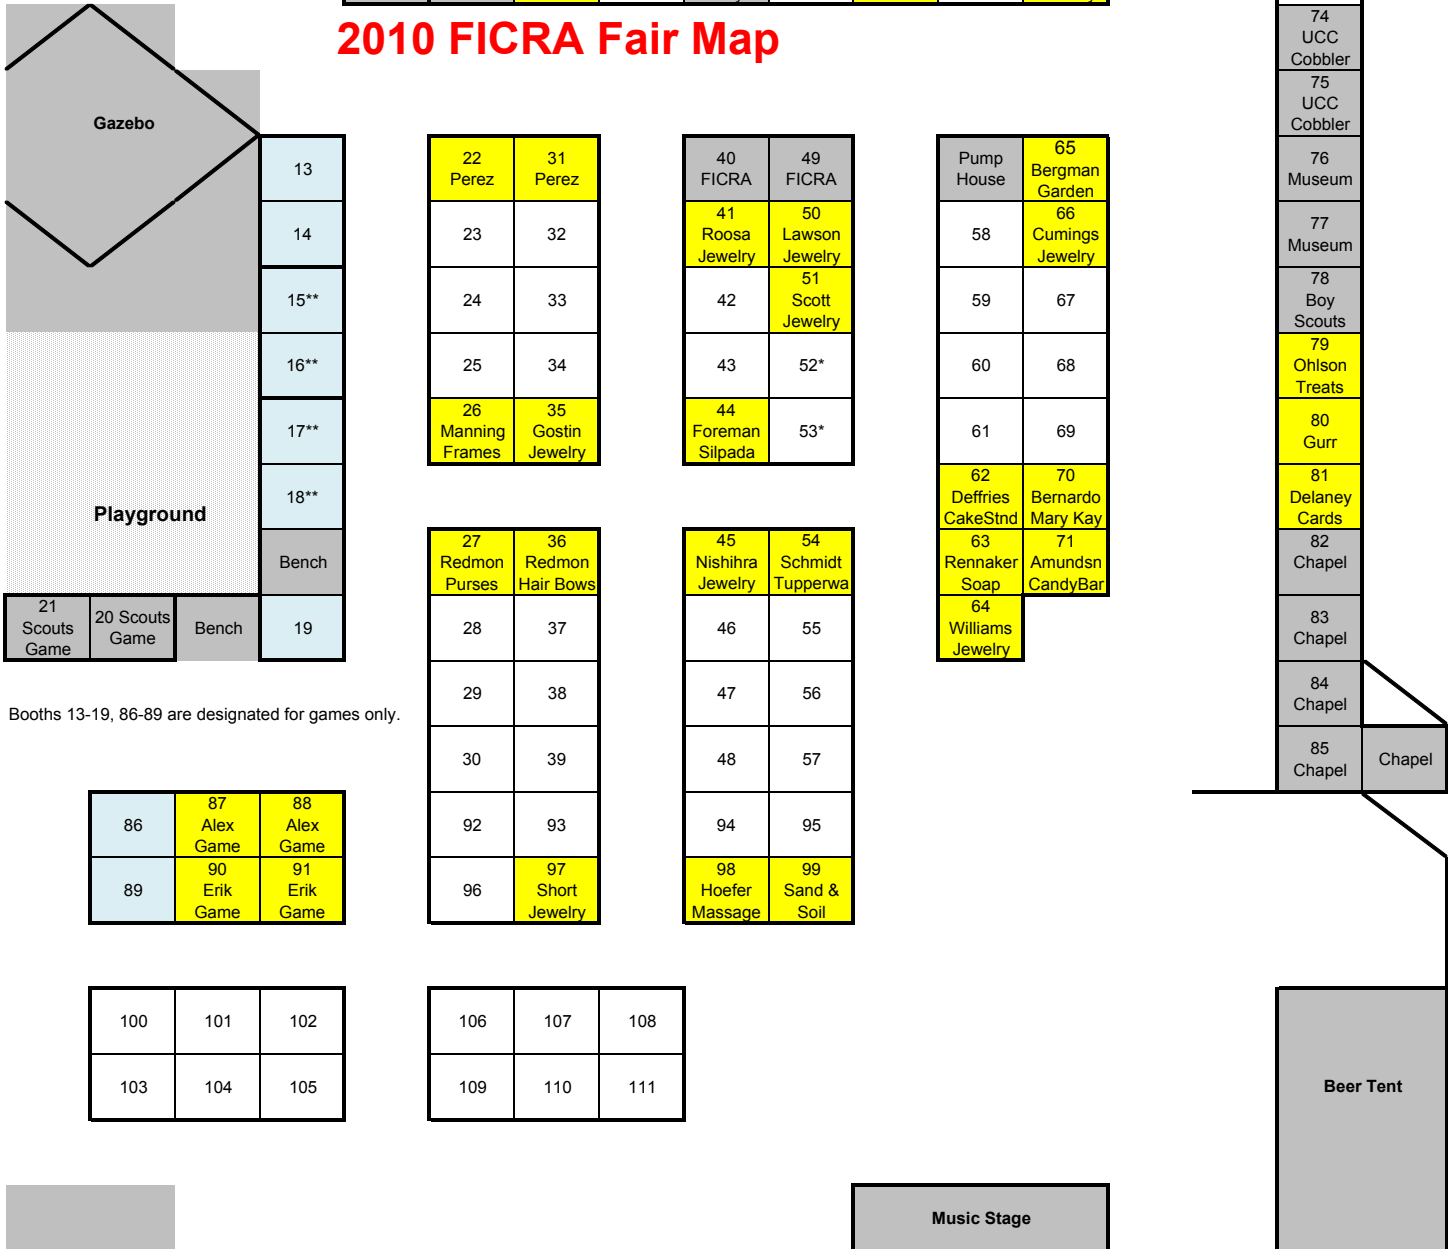 2010 FICRA Fair Map
74
UCC
Cobbler
75
UCC
Cobbler
Gazebo
13
22
Perez
31
Perez
40
FICRA
49
FICRA
Pump
House
65
Bergman
Garden
76
Museum
14
23
32
41
Roosa
Jewelry
50
Lawson
Jewelry
58
66
Cumings
Jewelry
77
Museum
15**
24
33
42
51
Scott
Jewelry
59
67
78
Boy
Scouts
16**
25
34
43
52*
60
68
79
Ohlson
Treats
17**
26
Manning
Frames
35
Gostin
Jewelry
44
Foreman
Silpada
53*
61
69
80
Gurr
Playground
18**
62
Deffries
CakeStnd
70
Bernardo
Mary Kay
81
Delaney
Cards
Bench
27
Redmon
Purses
36
Redmon
Hair Bows
45
Nishihra
Jewelry
54
Schmidt
Tupperwa
63
Rennaker
Soap
71
Amundsn
CandyBar
82
Chapel
21
Scouts
Game
20 Scouts
Game
Bench
19
28
37
46
55
64
Williams
Jewelry
83
Chapel
29
38
47
56
84
Chapel
Booths 13-19, 86-89 are designated for games only.
30
39
48
57
85
Chapel
Chapel
86
87
Alex
Game
88
Alex
Game
92
93
94
95
89
90
Erik
Game
91
Erik
Game
96
97
Short
Jewelry
98
Hoefer
Massage
99
Sand &
Soil
100
101
102
106
107
108
103
104
105
109
110
111
Beer Tent
Music Stage